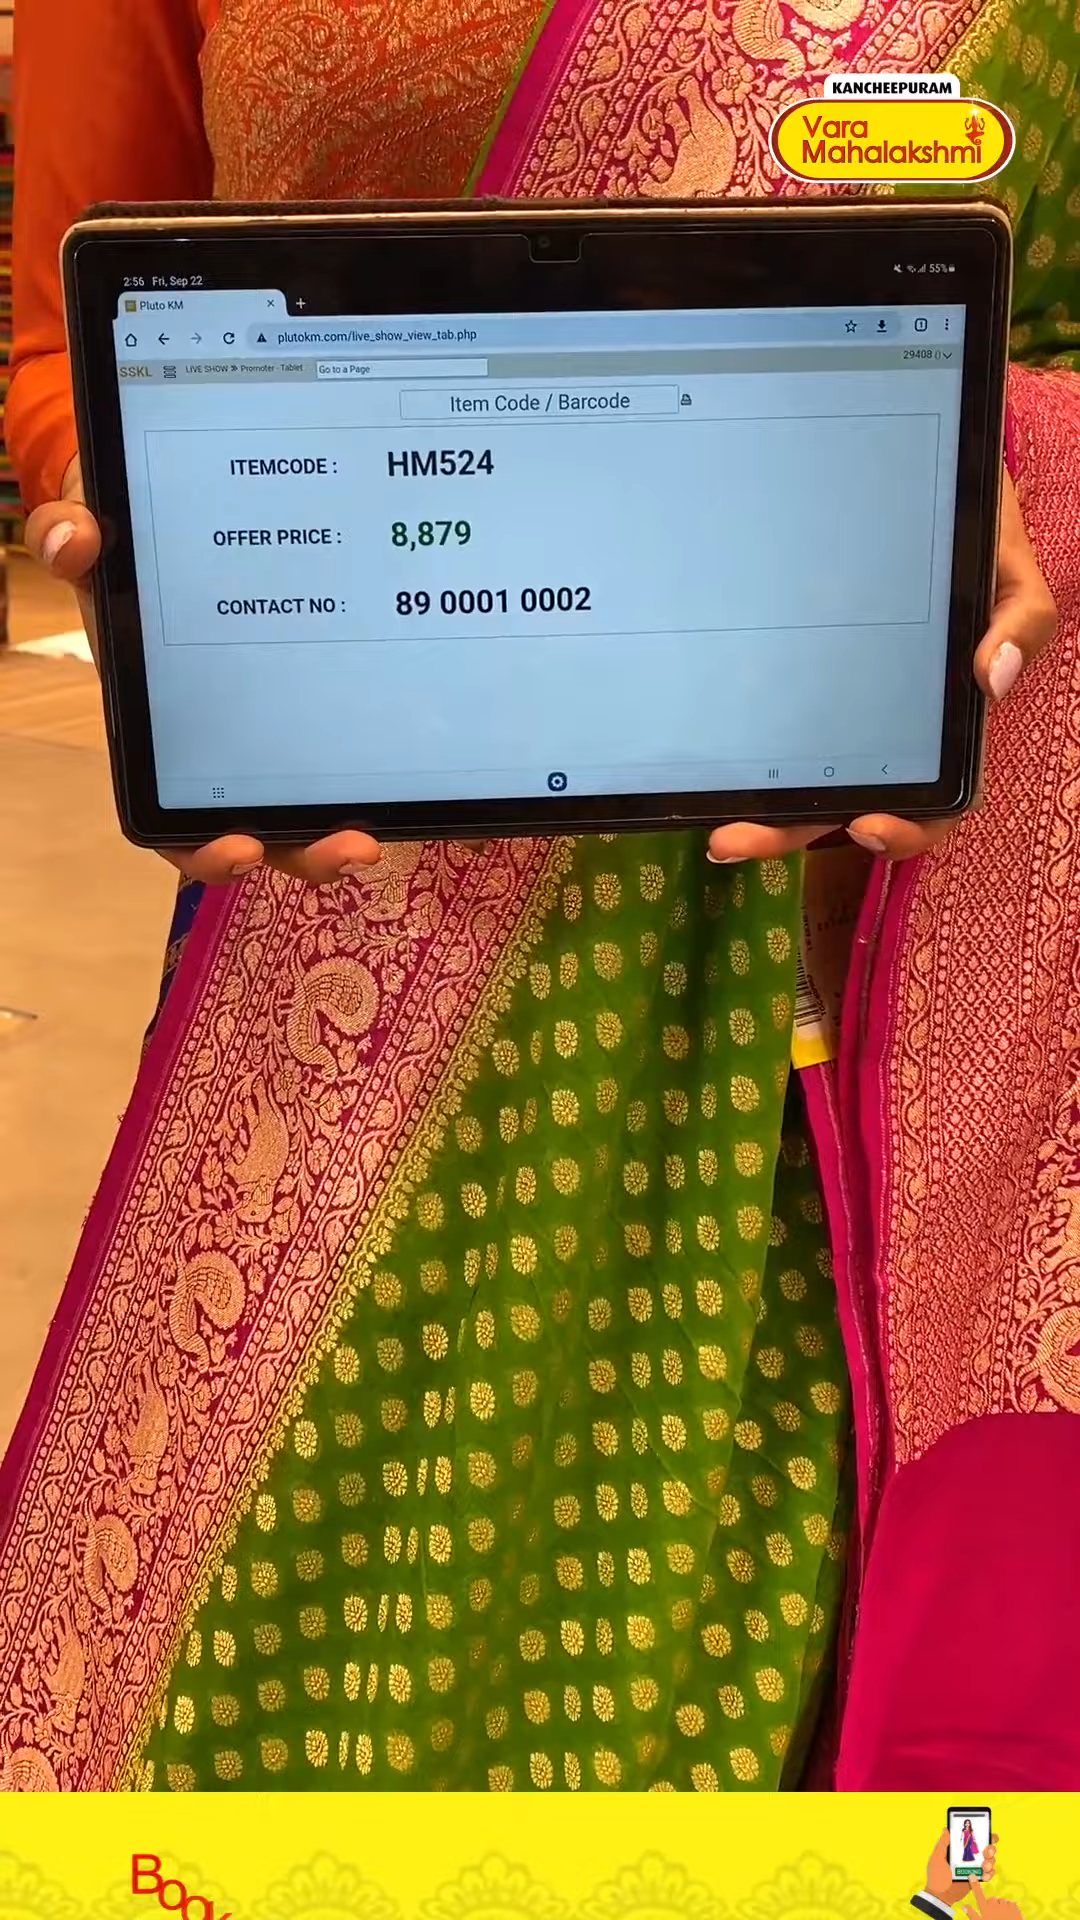 KANCHEEPURAM
Vara
Mahalakshmi
2:56 Fri, Sep 22
55%
Pluto KM
plutokm.com/live_show_view_tab.php
29408 ()
SSKL
LIVE SHOW » Promoter - Tablet
Go to a Page
Item Code / Barcode
ITEMCODE : HM524
OFFER PRICE : 8,879
CONTACT NO : 89 0001 0002
Book
BOOKING